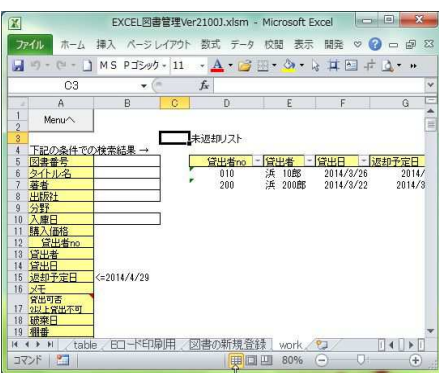 EXCEL図書管理Ver2100J.xlsm - Microsoft Excel
ファイル ホーム 挿入 ページレイアウト 数式 データ 校閲 表示 開発
MS Pゴシック 11
C3 fx
A B C D E F G
1 Menuへ
2
3 未返却リスト
4 下記の条件での検索結果 →
5 図書番号 貸出者no 貸出者 貸出日 返却予定日
6 タイトル名 010 浜 10郎 2014/3/26 2014/
7 著者 200 浜 200郎 2014/3/22 2014/3
8 出版社
9 分野
10 入庫日
11 購入価格
12 貸出者no
13 貸出者
14 貸出日
15 返却予定日 <=2014/4/29
16 メモ
貸出可否
17 2以上貸出不可
18 破棄日
19 棚番
table 図書の新規登録 work
コマンド 80%